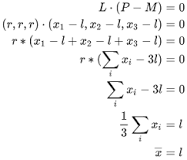 L · (P − M) = 0
(r, r, r) · (x₁ − l, x₂ − l, x₃ − l) = 0
r * (x₁ − l + x₂ − l + x₃ − l) = 0
r * (∑ᵢ xᵢ − 3l) = 0
∑ᵢ xᵢ − 3l = 0
1/3 ∑ᵢ xᵢ = l
x̅ = l